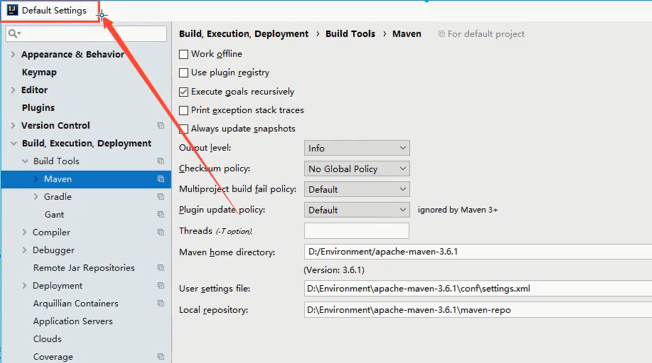 Default Settings
Build, Execution, Deployment › Build Tools › Maven For default project
Appearance & Behavior
Keymap
Editor
Plugins
Version Control
Build, Execution, Deployment
Build Tools
Maven
Gradle
Gant
Compiler
Debugger
Remote Jar Repositories
Deployment
Arquillian Containers
Application Servers
Clouds
Coverage
Work offline
Use plugin registry
Execute goals recursively
Print exception stack traces
Always update snapshots
Output level: Info
Checksum policy: No Global Policy
Multiproject build fail policy: Default
Plugin update policy: Default ignored by Maven 3+
Threads (-T option).
Maven home directory: D:/Environment/apache-maven-3.6.1
(Version: 3.6.1)
User settings file: D:\Environment\apache-maven-3.6.1\conf\settings.xml
Local repository: D:\Environment\apache-maven-3.6.1\maven-repo